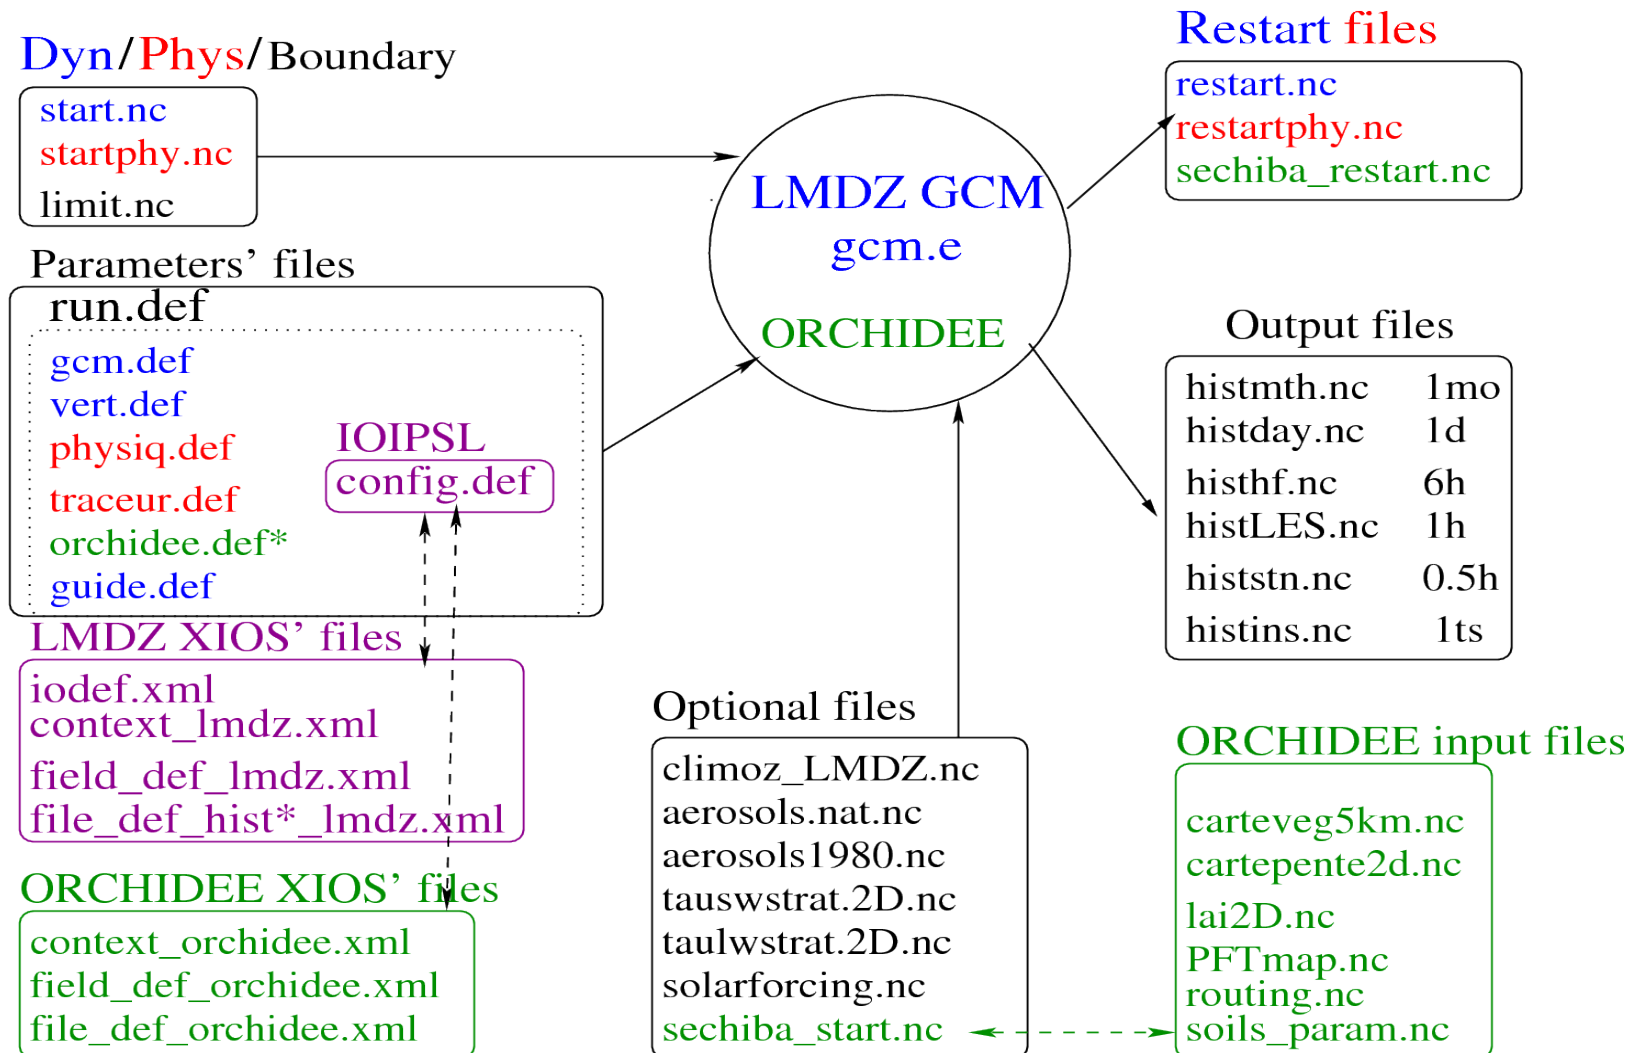 Dyn/Phys/Boundary
start.nc
startphy.nc
limit.nc
Parameters’ files
run.def
gcm.def
vert.def
physiq.def
traceur.def
orchidee.def*
guide.def
IOIPSL
config.def
LMDZ XIOS’ files
iodef.xml
context_lmdz.xml
field_def_lmdz.xml
file_def_hist*_lmdz.xml
ORCHIDEE XIOS’ files
context_orchidee.xml
field_def_orchidee.xml
file_def_orchidee.xml
LMDZ GCM
gcm.e
ORCHIDEE
Optional files
climoz_LMDZ.nc
aerosols.nat.nc
aerosols1980.nc
tauswstrat.2D.nc
taulwstrat.2D.nc
solarforcing.nc
sechiba_start.nc
Restart files
restart.nc
restartphy.nc
sechiba_restart.nc
Output files
histmth.nc 1mo
histday.nc 1d
histhf.nc 6h
histLES.nc 1h
histstn.nc 0.5h
histins.nc 1ts
ORCHIDEE input files
carteveg5km.nc
cartepente2d.nc
lai2D.nc
PFTmap.nc
routing.nc
soils_param.nc